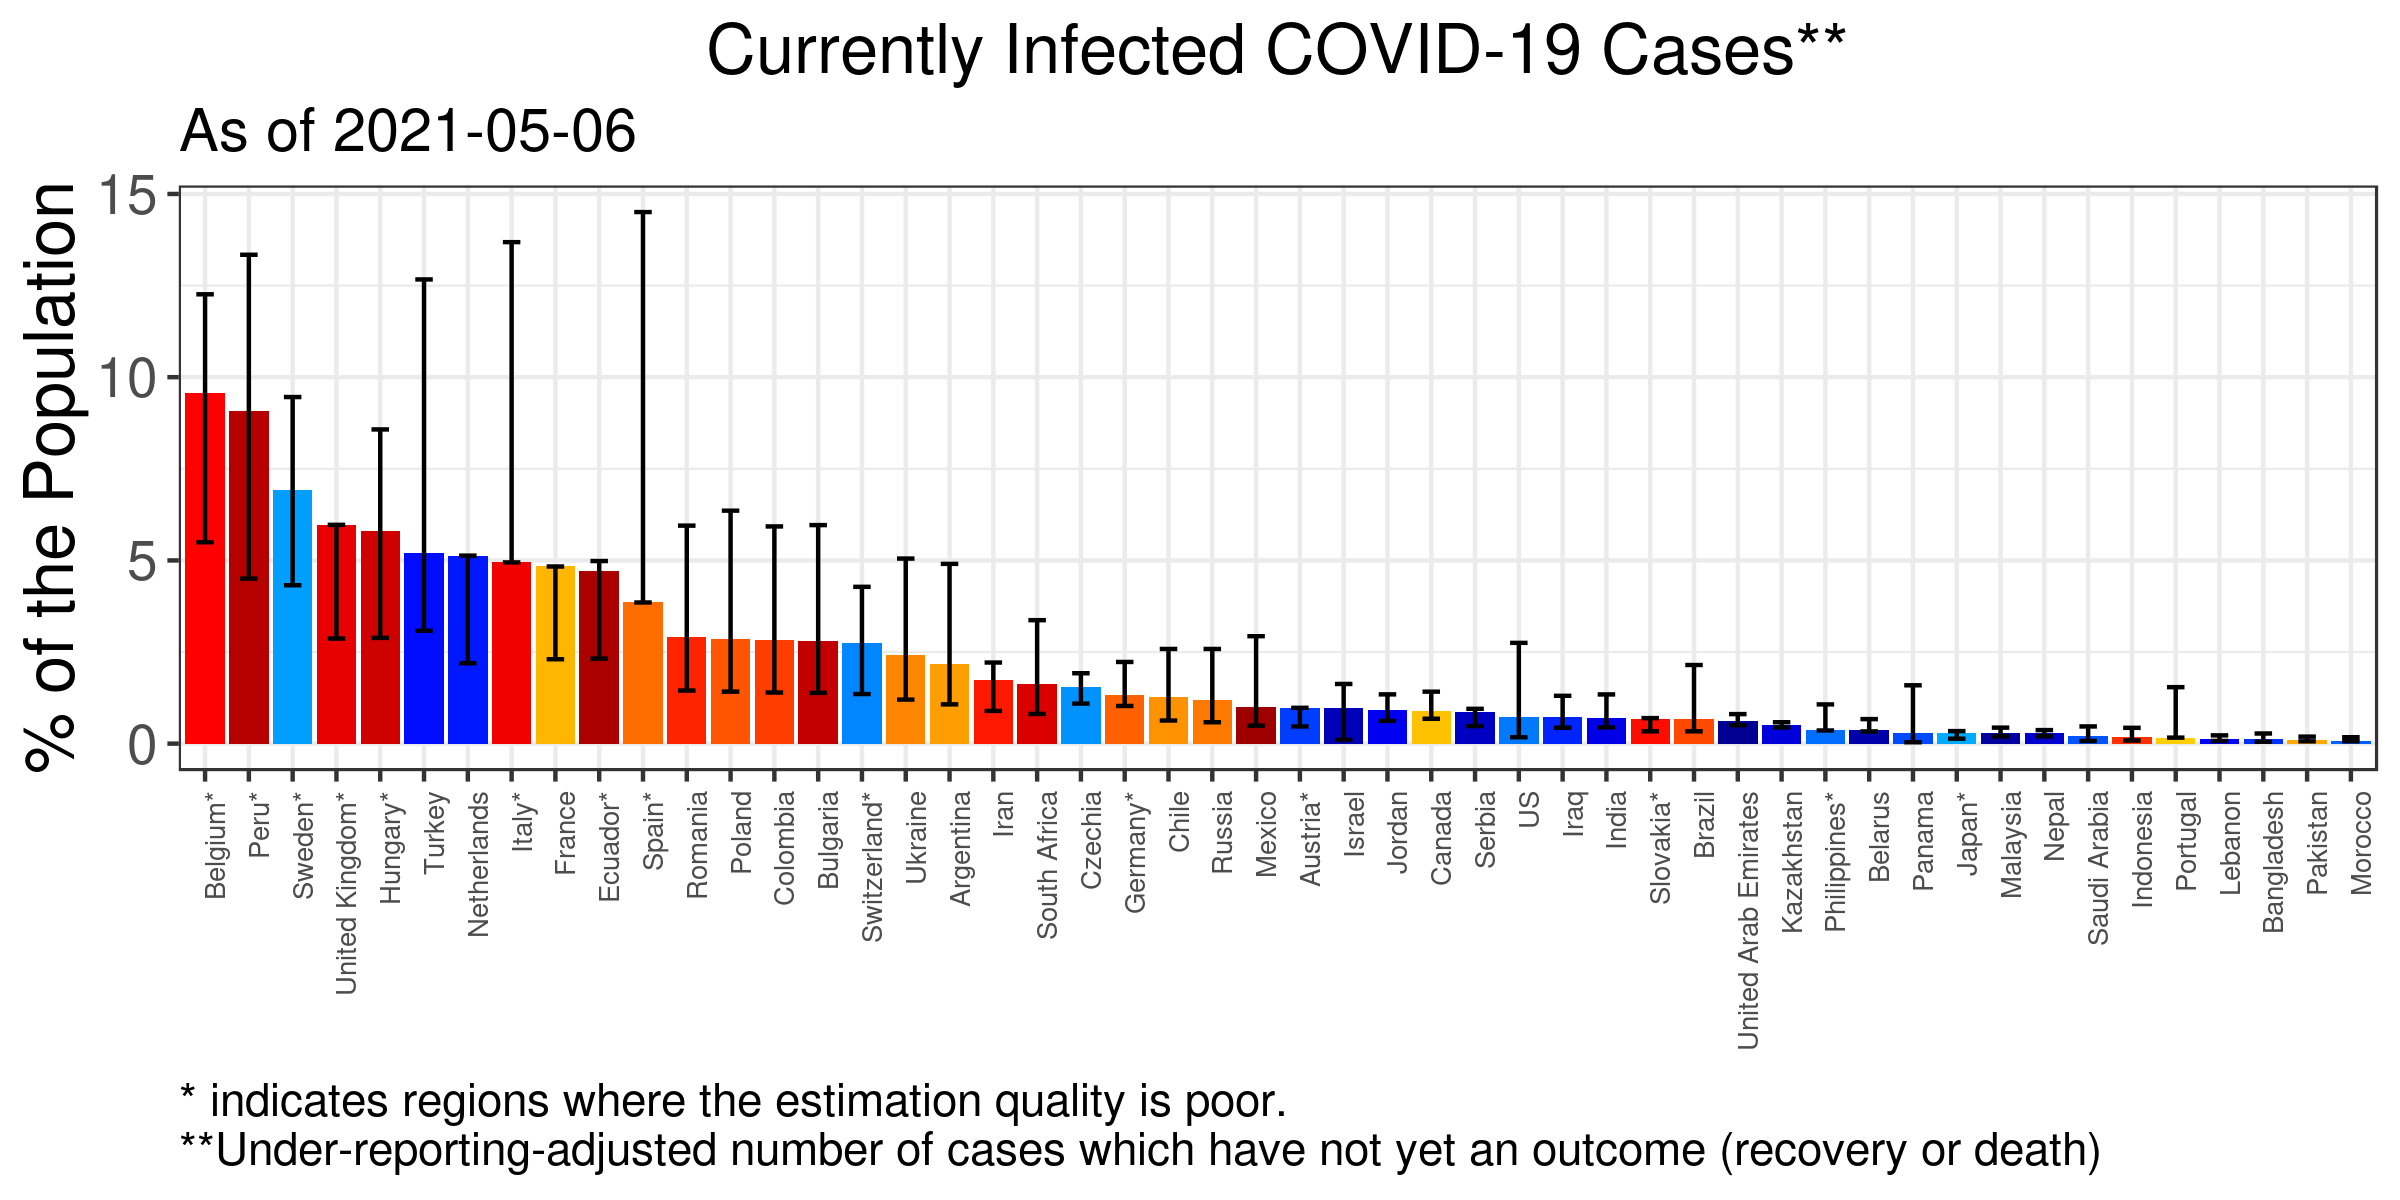 Currently Infected COVID-19 Cases**
As of 2021-05-06
% of the Population
15
10
5
0
Belgium*
Peru*
Sweden*
United Kingdom*
Hungary*
Turkey
Netherlands
Italy*
France
Ecuador*
Spain*
Romania
Poland
Colombia
Bulgaria
Switzerland*
Ukraine
Argentina
Iran
South Africa
Czechia
Germany*
Chile
Russia
Mexico
Austria*
Israel
Jordan
Canada
Serbia
US
Iraq
India
Slovakia*
Brazil
United Arab Emirates
Kazakhstan
Philippines*
Belarus
Panama
Japan*
Malaysia
Nepal
Saudi Arabia
Indonesia
Portugal
Lebanon
Bangladesh
Pakistan
Morocco
* indicates regions where the estimation quality is poor.
**Under-reporting-adjusted number of cases which have not yet an outcome (recovery or death)